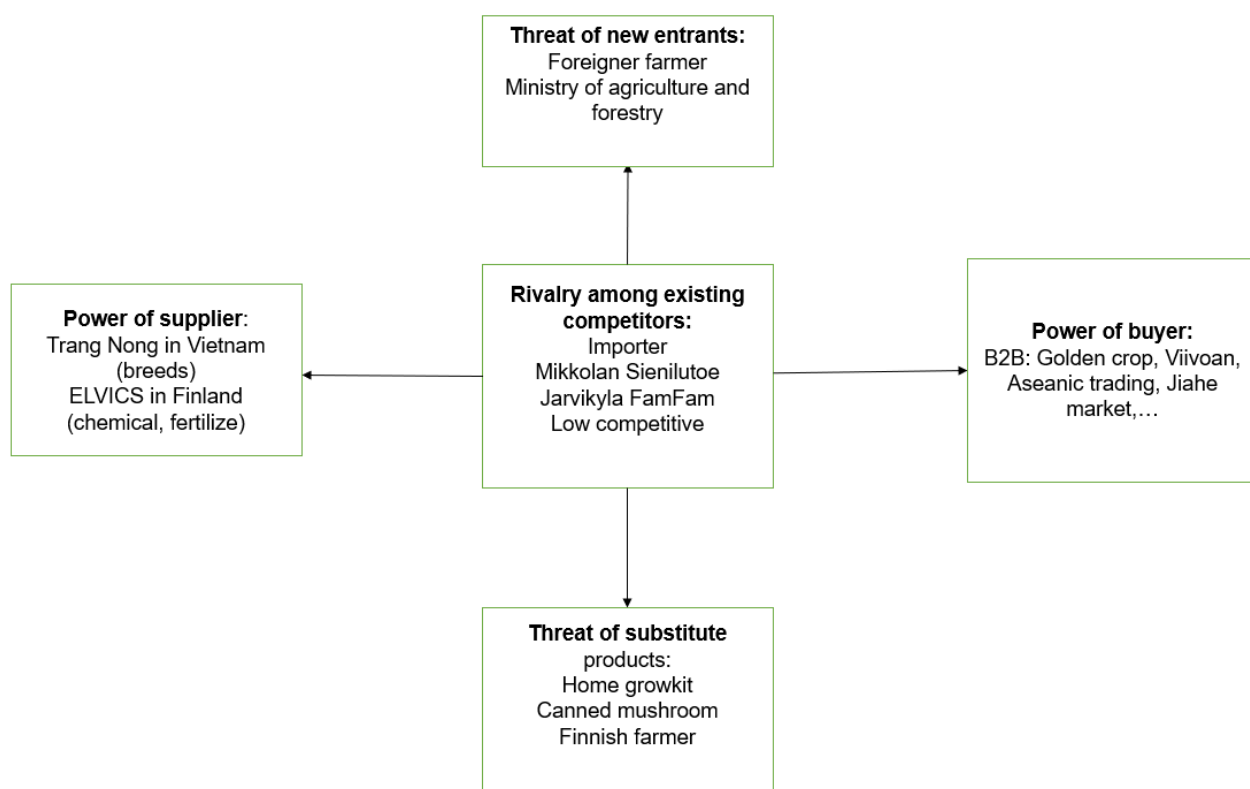 Threat of new entrants:
Foreigner farmer
Ministry of agriculture and
forestry
Rivalry among existing
competitors:
Importer
Mikkolan Sienilutoe
Jarvikyla FamFam
Low competitive
Power of supplier:
Trang Nong in Vietnam
(breeds)
ELVICS in Finland
(chemical, fertilize)
Power of buyer:
B2B: Golden crop, Viivoan,
Aseanic trading, Jiahe
market,…
Threat of substitute
products:
Home growkit
Canned mushroom
Finnish farmer